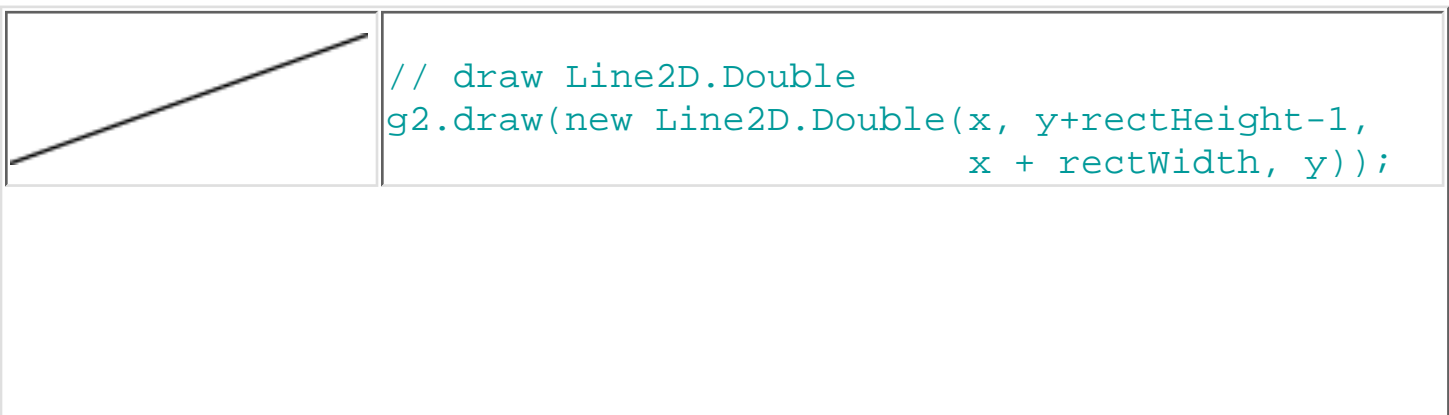 // draw Line2D.Double
g2.draw(new Line2D.Double(x, y+rectHeight-1,
                          x + rectWidth, y));